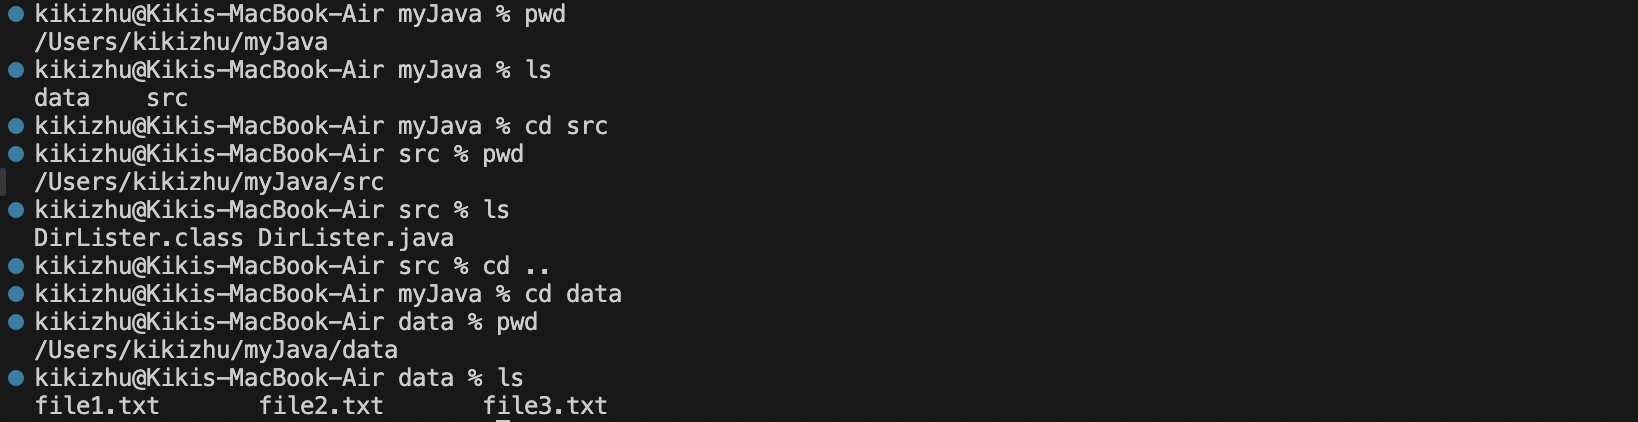 kikizhu@Kikis-MacBook-Air myJava % pwd
/Users/kikizhu/myJava
kikizhu@Kikis-MacBook-Air myJava % ls
data    src
kikizhu@Kikis-MacBook-Air myJava % cd src
kikizhu@Kikis-MacBook-Air src % pwd
/Users/kikizhu/myJava/src
kikizhu@Kikis-MacBook-Air src % ls
DirLister.class DirLister.java
kikizhu@Kikis-MacBook-Air src % cd ..
kikizhu@Kikis-MacBook-Air myJava % cd data
kikizhu@Kikis-MacBook-Air data % pwd
/Users/kikizhu/myJava/data
kikizhu@Kikis-MacBook-Air data % ls
file1.txt       file2.txt       file3.txt